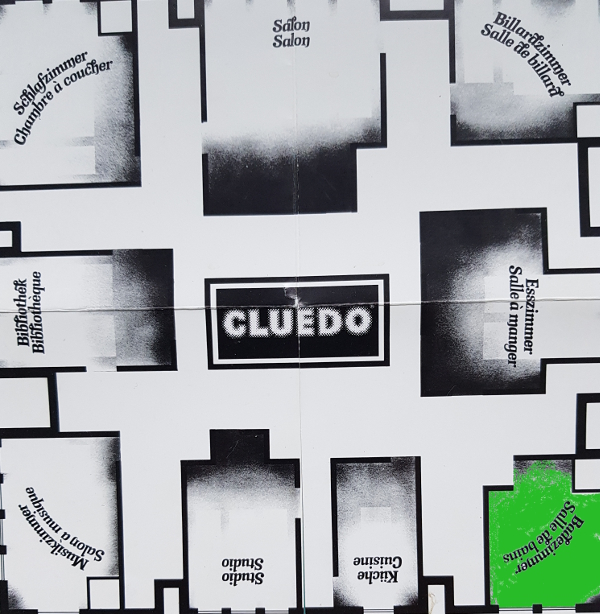 Schlafzimmer
Chambre à coucher
Salon
Salon
Billardzimmer
Salle de billard
Bibliothek
Bibliothèque
CLUEDO
Esszimmer
Salle à manger
Musikzimmer
Salon a musique
Studio
Studio
Küche
Cuisine
Badezimmer
Salle de bains